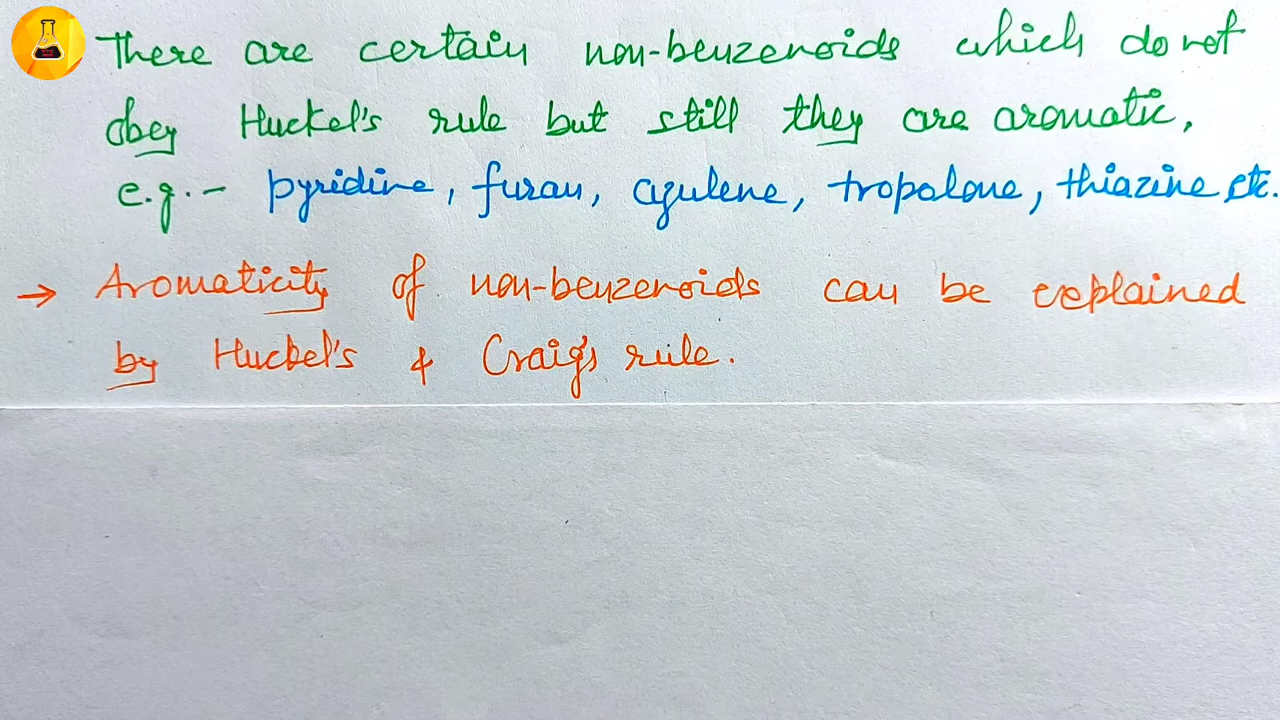 There are certain non-benzenoids which do not
obey Huckel's rule but still they are aromatic,
e.g.- pyridine, furan, azulene, tropolone, thiazine etc.
→ Aromaticity of non-benzenoids can be explained
by Huckel's & Craig's rule.